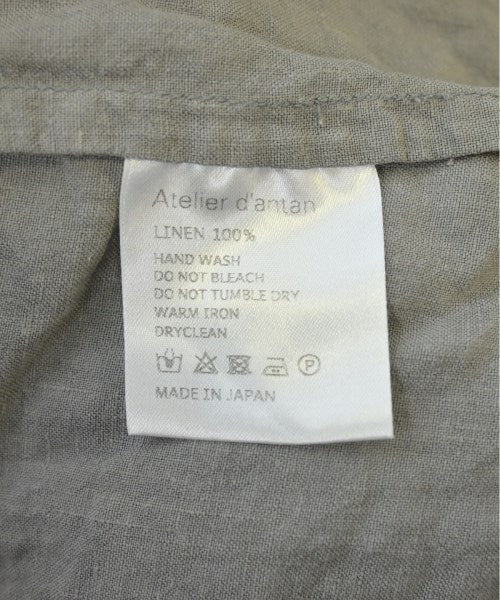 Atelier d'antan
LINEN 100%
HAND WASH
DO NOT BLEACH
DO NOT TUMBLE DRY
WARM IRON
DRYCLEAN
P
MADE IN JAPAN